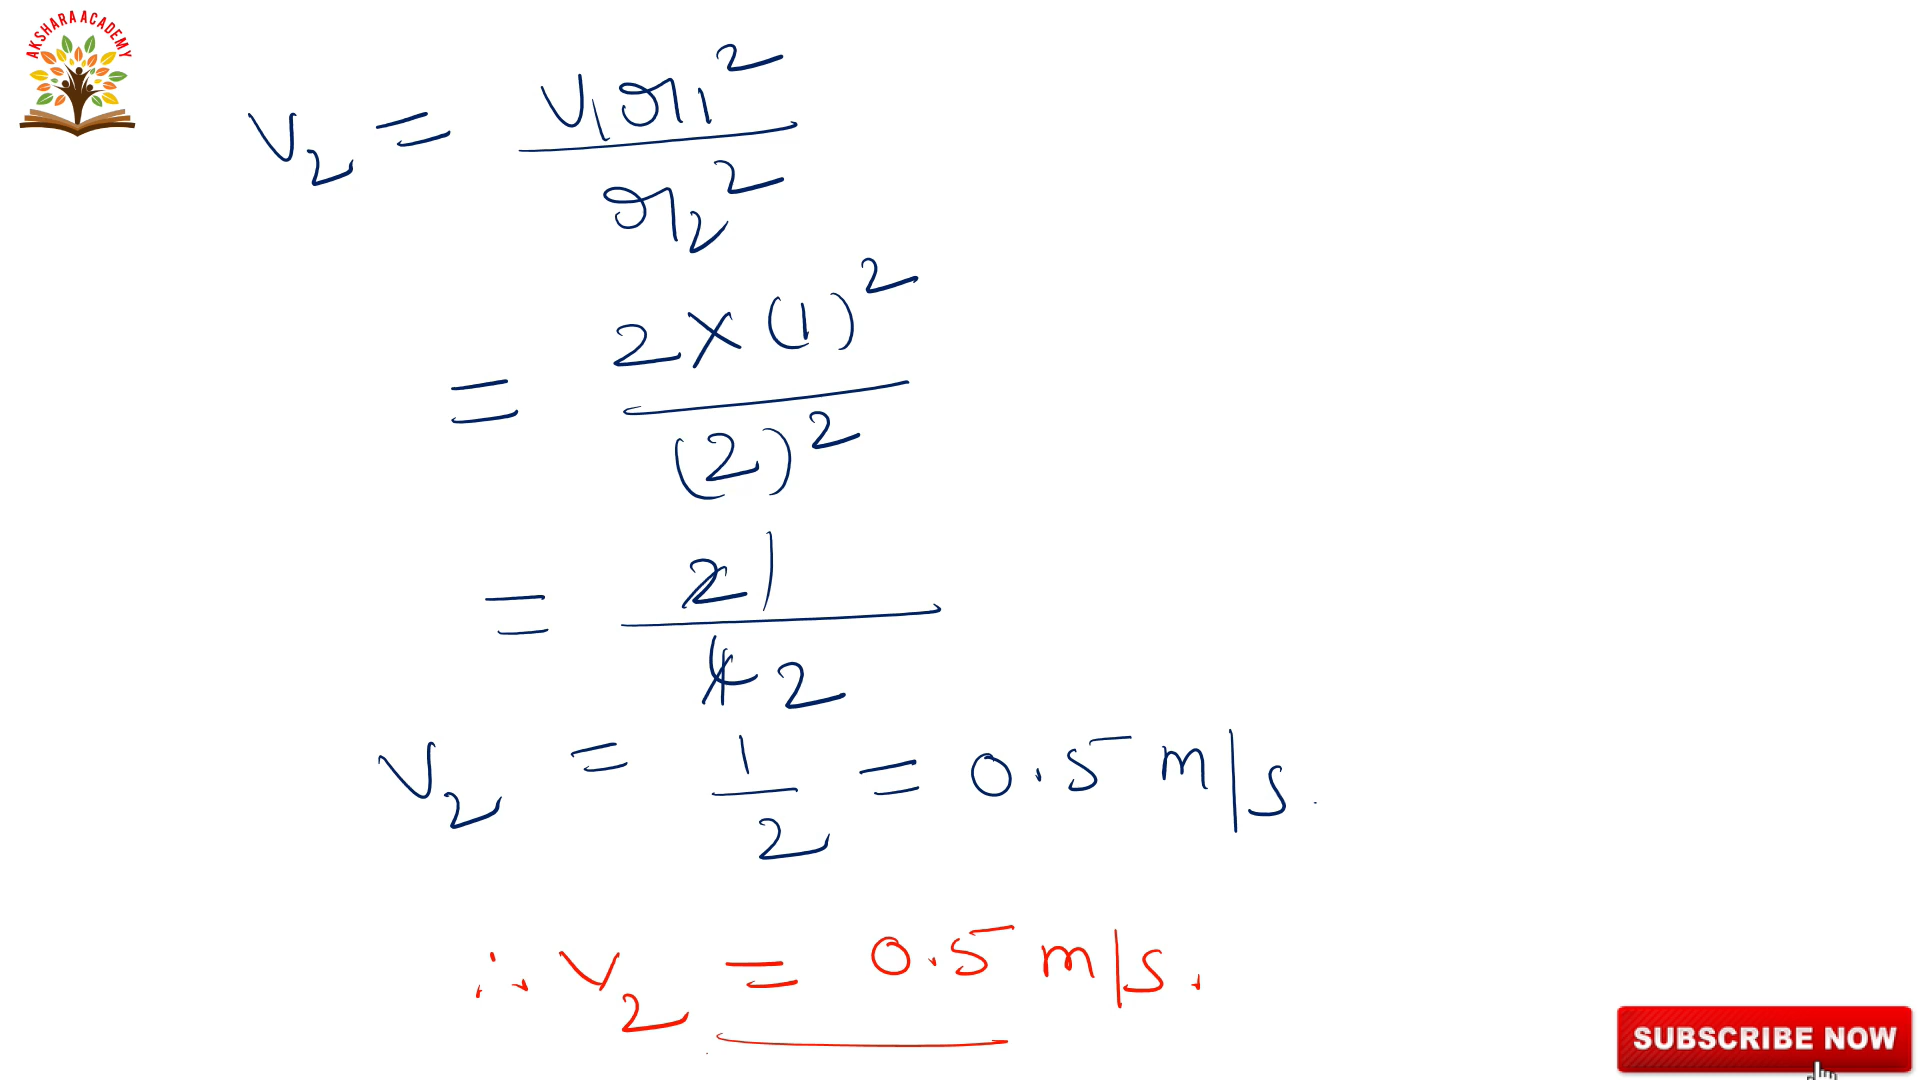 AKSHARA ACADEMY
V₂ = V₁r₁² / r₂²
= 2 × (1)² / (2)²
= 2 1 / 4 2
V₂ = 1/2 = 0.5 m/s.
∴ V₂ = 0.5 m/s.
SUBSCRIBE NOW